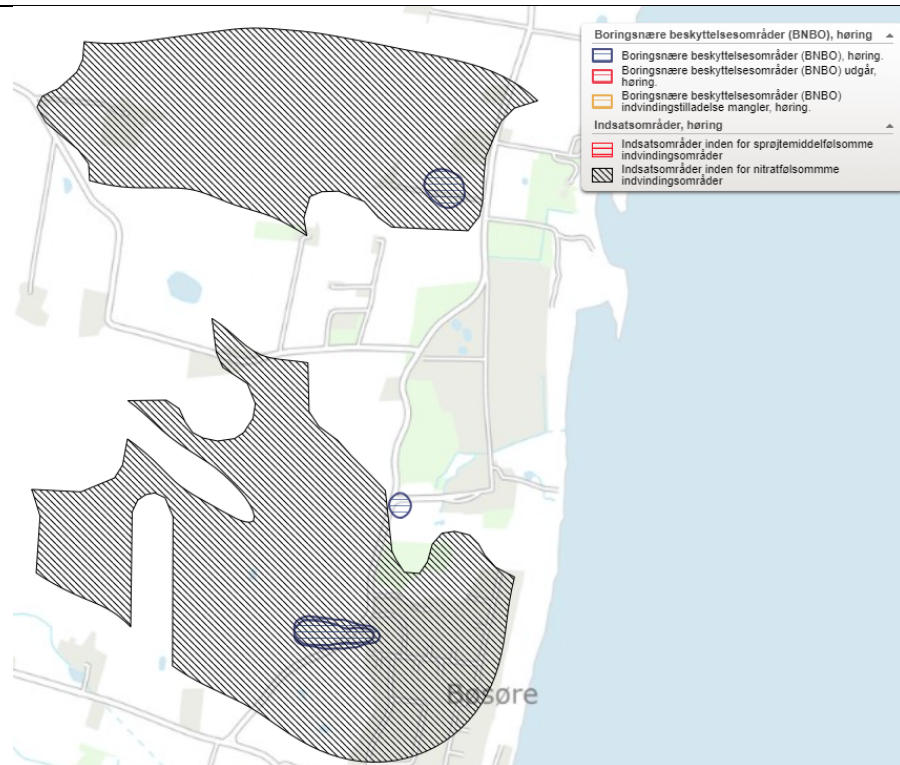 Boringsnære beskyttelsesområder (BNBO), høring
Boringsnære beskyttelsesområder (BNBO), høring.
Boringsnære beskyttelsesområder (BNBO) udgår,
høring.
Boringsnære beskyttelsesområder (BNBO)
indvindingstilladelse mangler, høring.
Indsatsområder, høring
Indsatsområder inden for sprøjtemiddelfølsomme
indvindingsområder
Indsatsområder inden for nitratfølsommme
indvindingsområder
Bøsøre